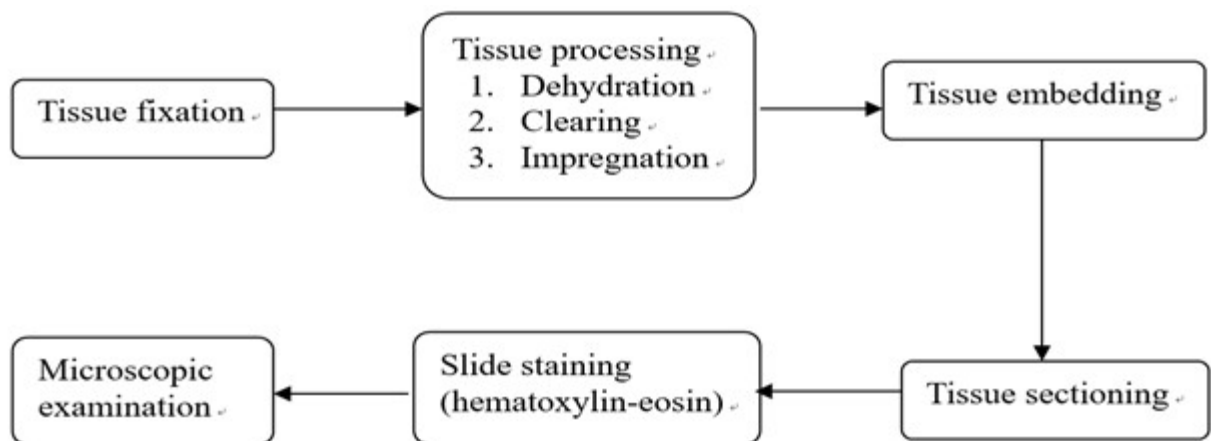 Tissue fixation
Tissue processing
1. Dehydration
2. Clearing
3. Impregnation
Tissue embedding
Tissue sectioning
Slide staining
(hematoxylin-eosin)
Microscopic
examination